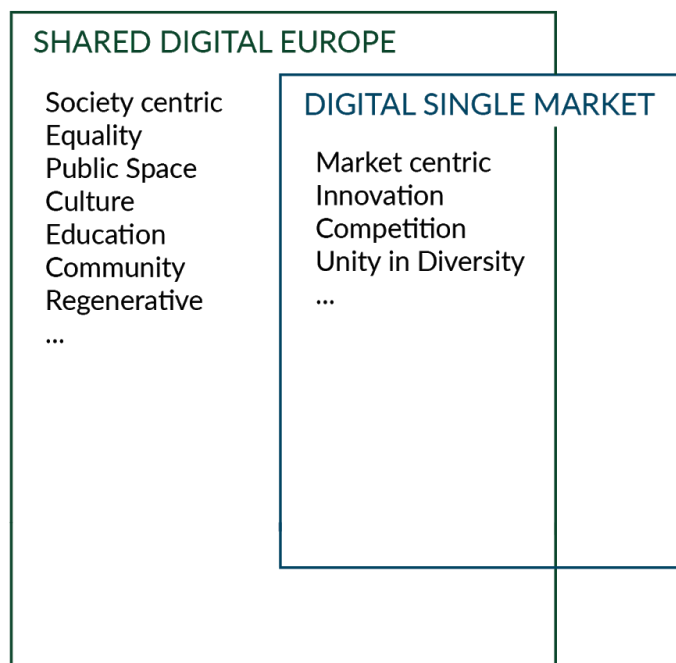 SHARED DIGITAL EUROPE
Society centric
Equality
Public Space
Culture
Education
Community
Regenerative
...
DIGITAL SINGLE MARKET
Market centric
Innovation
Competition
Unity in Diversity
...